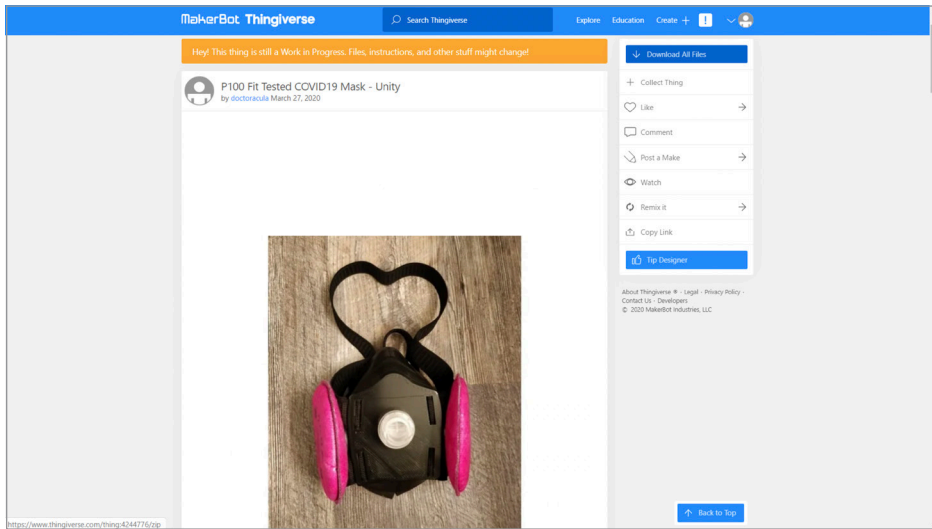 MakerBot Thingiverse
Search Thingiverse
Explore Education Create + !
Hey! This thing is still a Work in Progress. Files, instructions, and other stuff might change!
P100 Fit Tested COVID19 Mask - Unity
by doctoracula March 27, 2020
Download All Files
Collect Thing
Like
Comment
Post a Make
Watch
Remix it
Copy Link
Tip Designer
About Thingiverse ® - Legal - Privacy Policy -
Contact Us - Developers
© 2020 MakerBot Industries, LLC
Back to Top
https://www.thingiverse.com/thing:4244776/zip